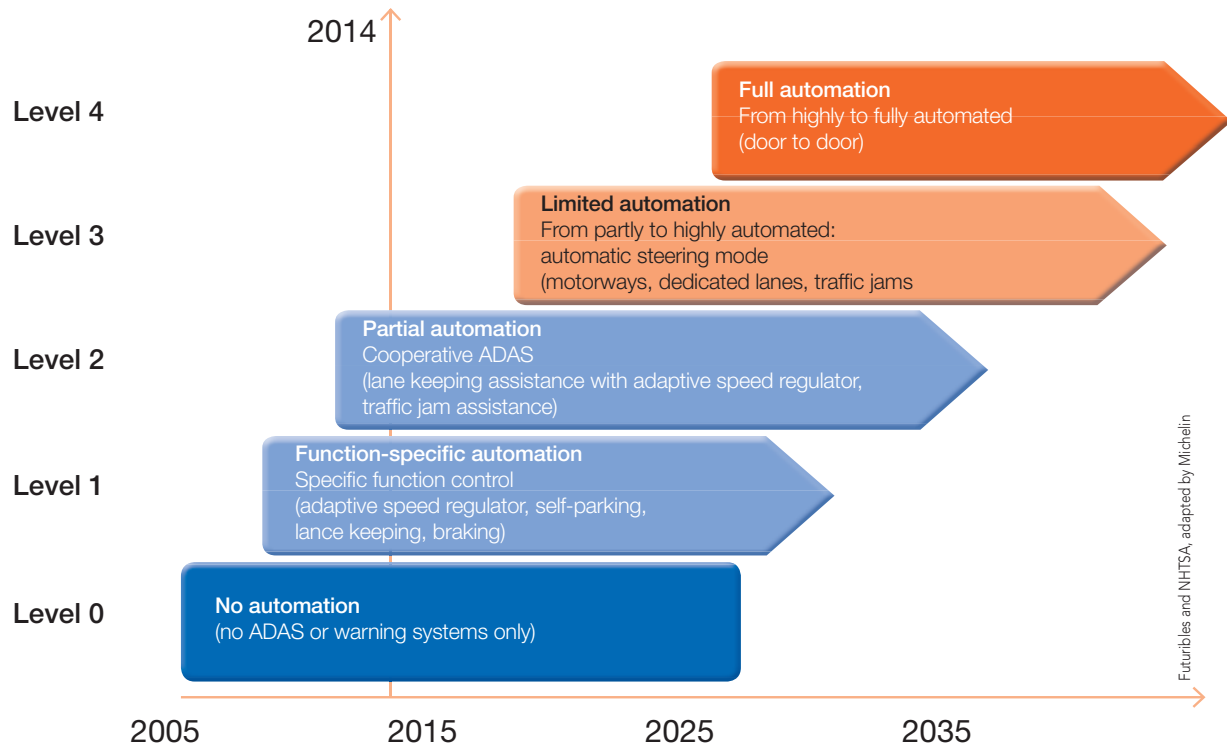 2014
Level 4
Full automation
From highly to fully automated
(door to door)
Level 3
Limited automation
From partly to highly automated:
automatic steering mode
(motorways, dedicated lanes, traffic jams
Level 2
Partial automation
Cooperative ADAS
(lane keeping assistance with adaptive speed regulator,
traffic jam assistance)
Level 1
Function-specific automation
Specific function control
(adaptive speed regulator, self-parking,
lance keeping, braking)
Level 0
No automation
(no ADAS or warning systems only)
2005 2015 2025 2035
Futuribles and NHTSA, adapted by Michelin